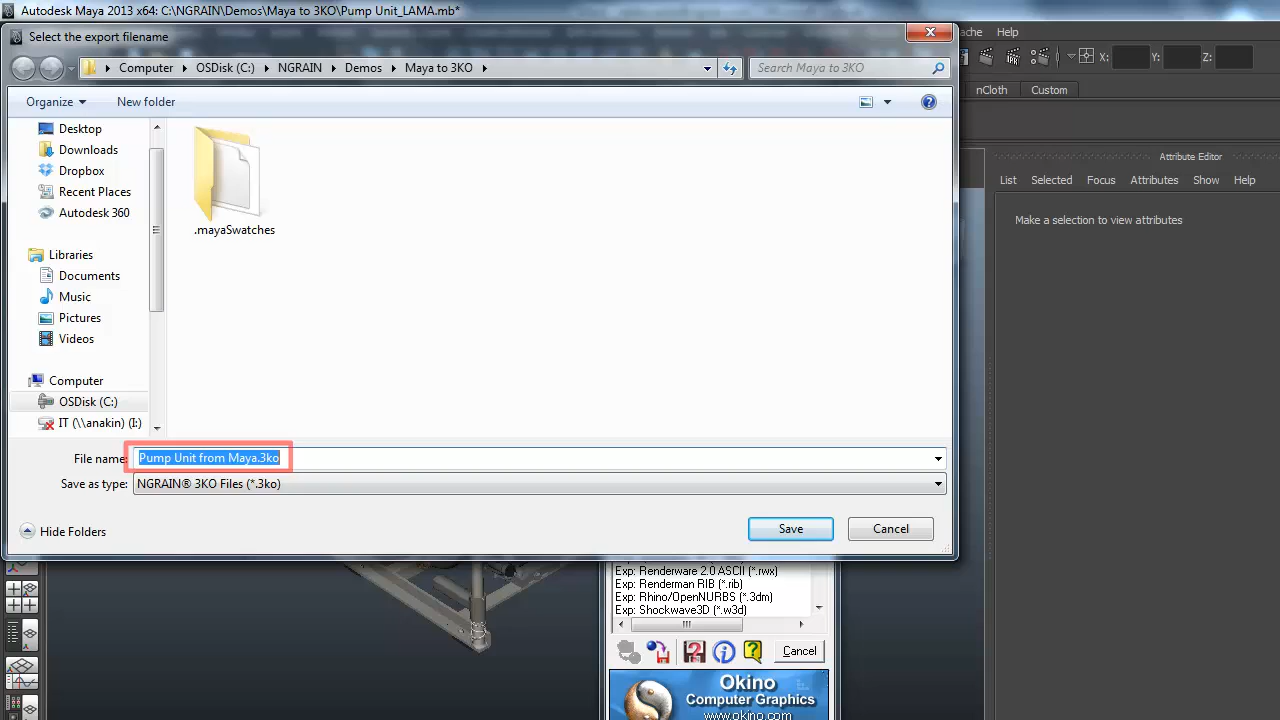 Autodesk Maya 2013 x64: C:\NGRAIN\Demos\Maya to 3KO\Pump Unit_LAMA.mb*
Select the export filename
Help
Computer OSDisk (C:) NGRAIN Demos Maya to 3KO
Search Maya to 3KO
X: Y: Z:
nCloth Custom
Organize New folder
Desktop
Downloads
Dropbox
Recent Places
Autodesk 360
Libraries
Documents
Music
Pictures
Videos
Computer
OSDisk (C:)
IT (\\anakin) (I:)
.mayaSwatches
Attribute Editor
List Selected Focus Attributes Show Help
Make a selection to view attributes
File name: Pump Unit from Maya.3ko
Save as type: NGRAIN® 3KO Files (*.3ko)
Hide Folders
Save Cancel
Exp: Renderware 2.0 ASCII (*.rwx)
Exp: Renderman RIB (*.rib)
Exp: Rhino/OpenNURBS (*.3dm)
Exp: Shockwave3D (*.w3d)
Cancel
Okino
Computer Graphics
www.okino.com